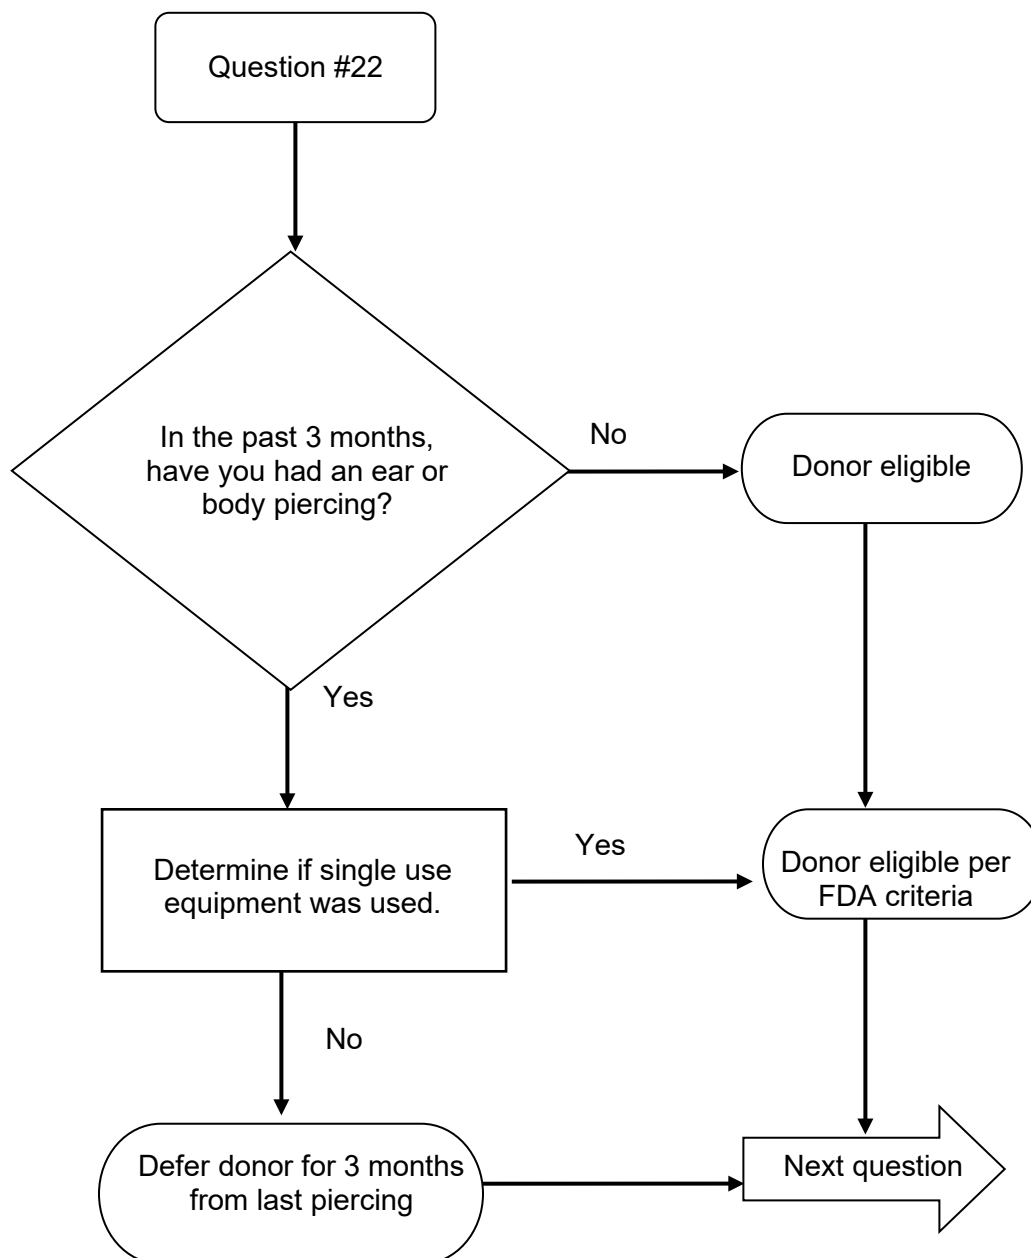 Question #22
In the past 3 months,
have you had an ear or
body piercing?
No
Donor eligible
Yes
Determine if single use
equipment was used.
Yes
Donor eligible per
FDA criteria
No
Defer donor for 3 months
from last piercing
Next question